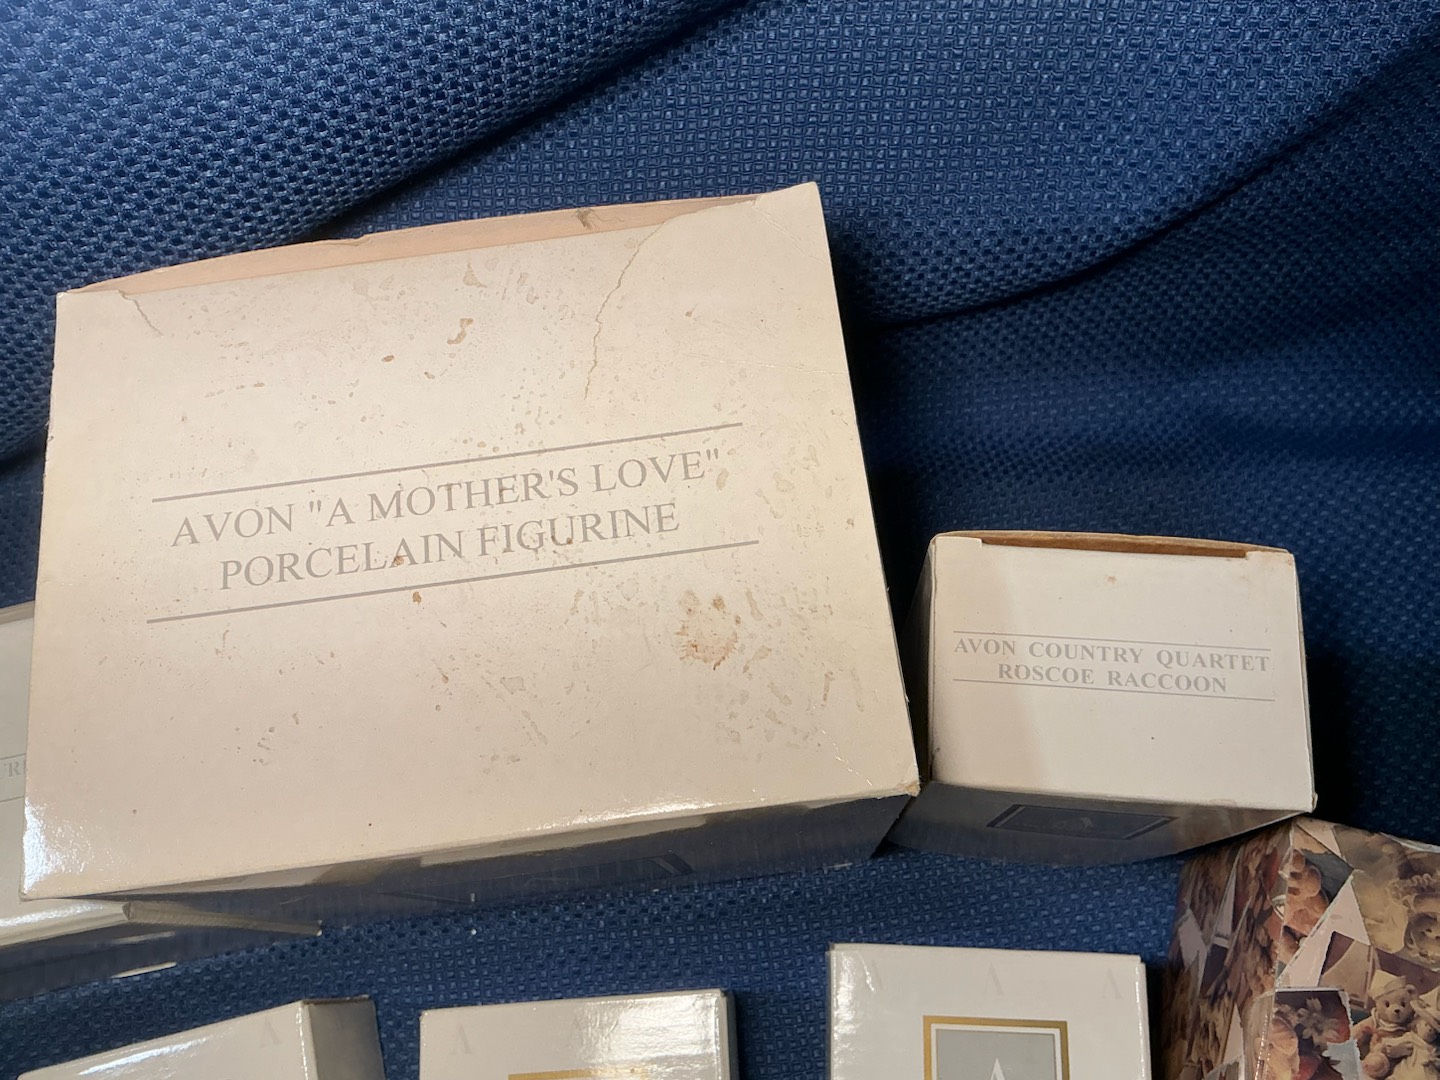 AVON "A MOTHER'S LOVE"
PORCELAIN FIGURINE
AVON COUNTRY QUARTET
ROSCOE RACCOON
A
A
A
A
A
A